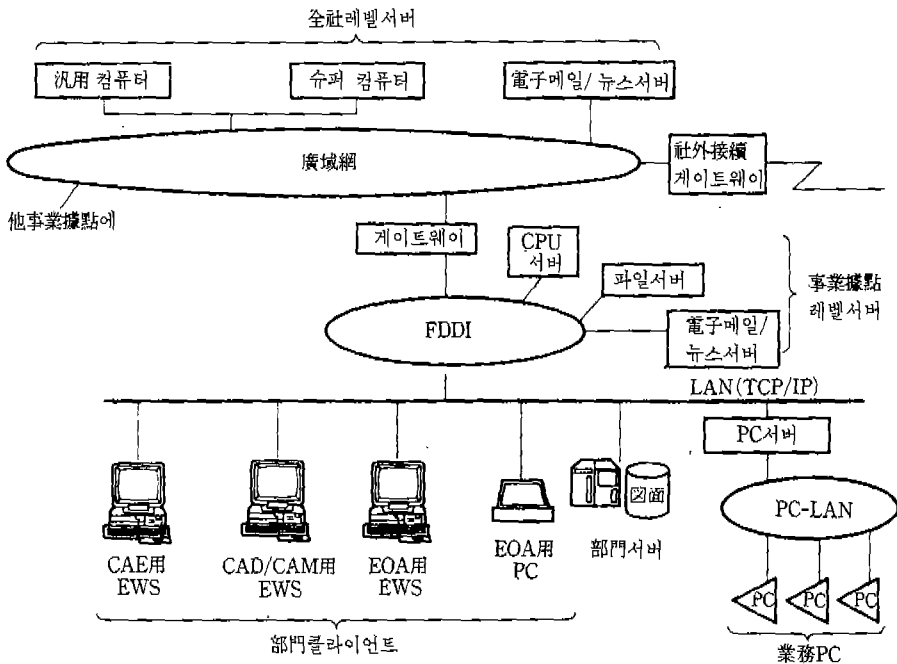 全社레벨서버
汎用 컴퓨터
슈퍼 컴퓨터
電子메일/뉴스서버
廣域網
社外接續
게이트웨이
他事業據點에
게이트웨이
CPU
서버
파일서버
事業據點
레벨서버
FDDI
電子메일/
뉴스서버
LAN(TCP/IP)
PC서버
図面
PC-LAN
CAE用
EWS
CAD/CAM用
EWS
EOA用
EWS
EOA用
PC
部門서버
PC
PC
PC
部門클라이언트
業務PC